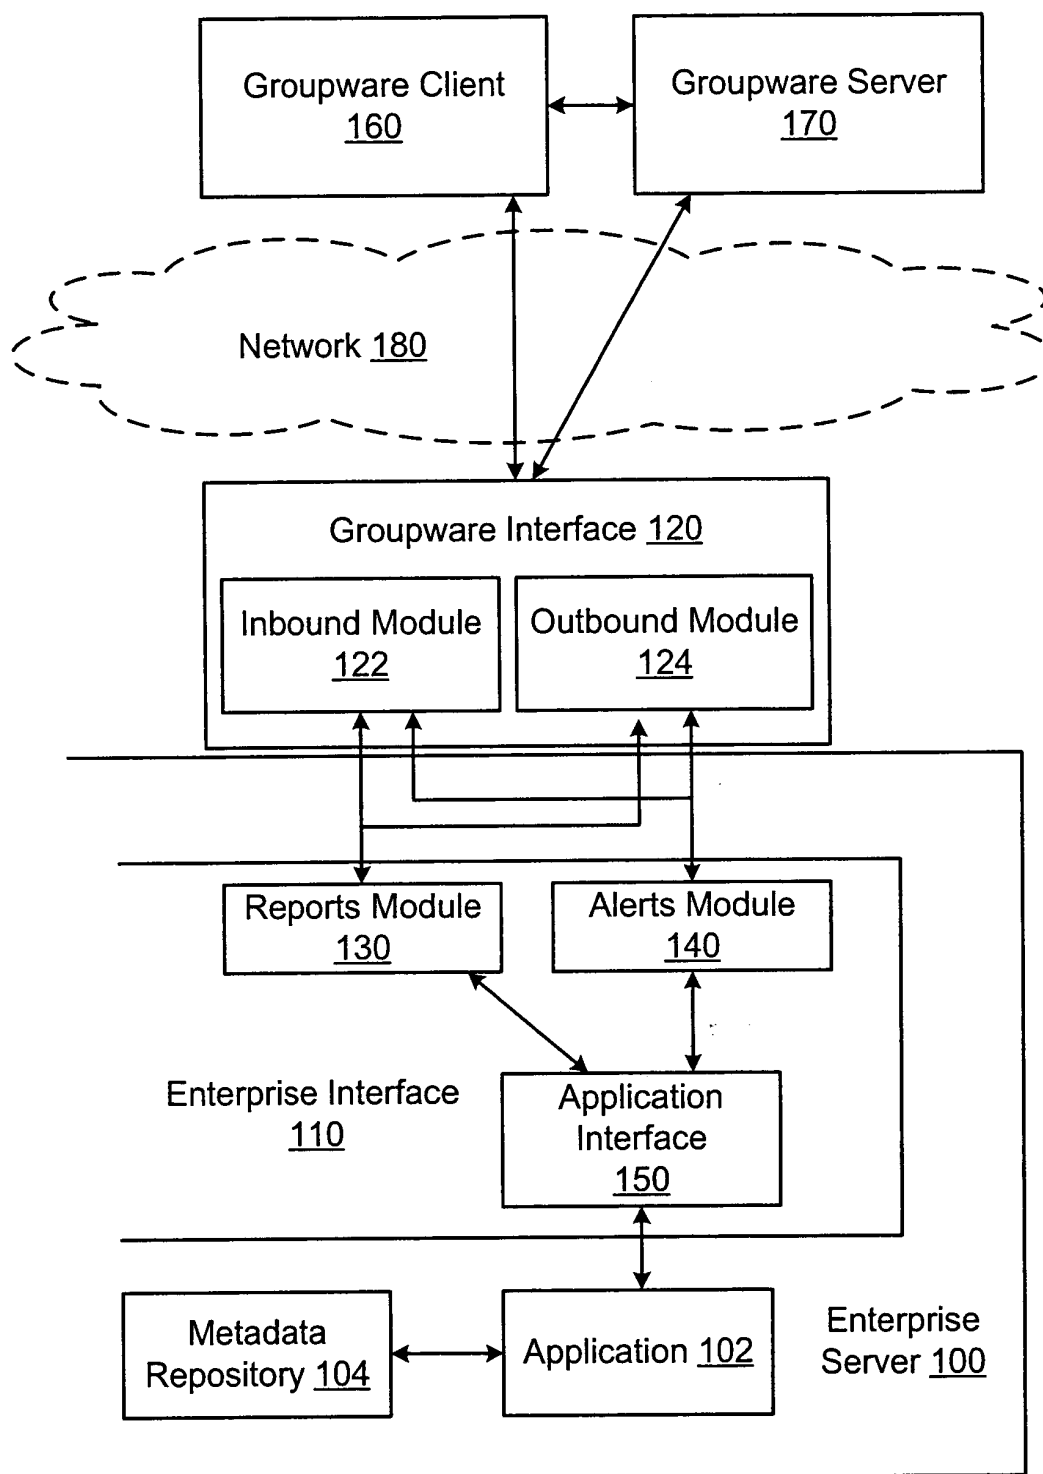 Groupware Client
160
Groupware Server
170
Network 180
Groupware Interface 120
Inbound Module
122
Outbound Module
124
Reports Module
130
Alerts Module
140
Enterprise Interface
110
Application
Interface
150
Metadata
Repository 104
Application 102
Enterprise
Server 100